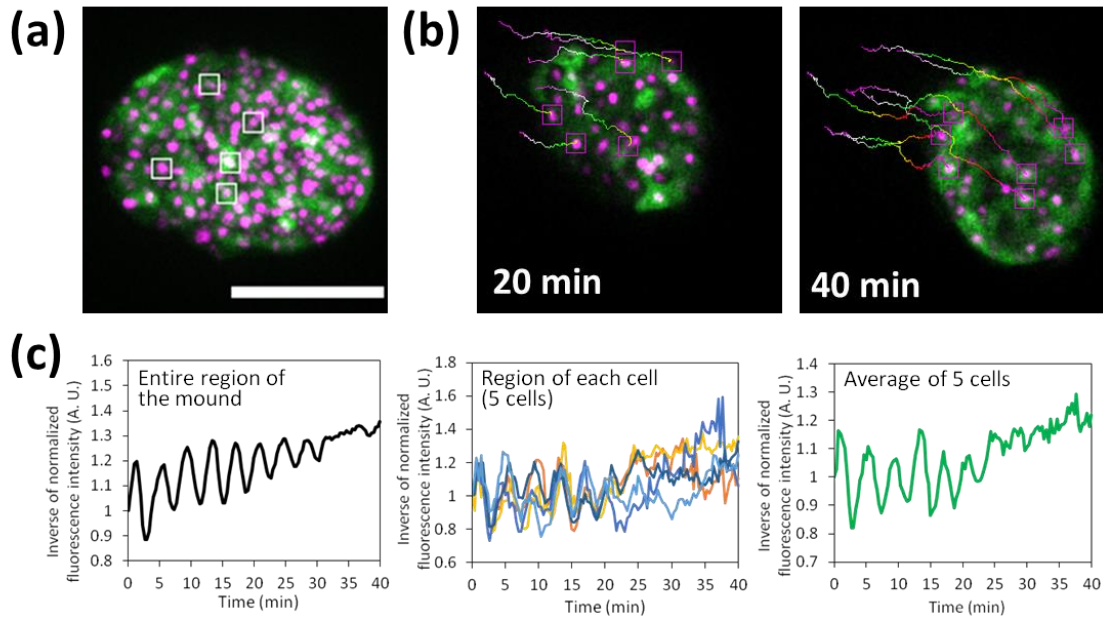 (a)
(b)
20 min
40 min
(c)
Inverse of normalized
fluorescence intensity (A. U.)
1.6
1.5
1.4
1.3
1.2
1.1
1
0.9
0.8
Entire region of
the mound
0 5 10 15 20 25 30 35 40
Time (min)
Inverse of normalized
fluorescence intensity (A. U.)
1.8
1.6
1.4
1.2
1
0.8
0.6
Region of each cell
(5 cells)
0 5 10 15 20 25 30 35 40
Time (min)
Inverse of normalized
fluorescence intensity (A. U.)
1.4
1.3
1.2
1.1
1
0.9
0.8
0.7
Average of 5 cells
0 5 10 15 20 25 30 35 40
Time (min)